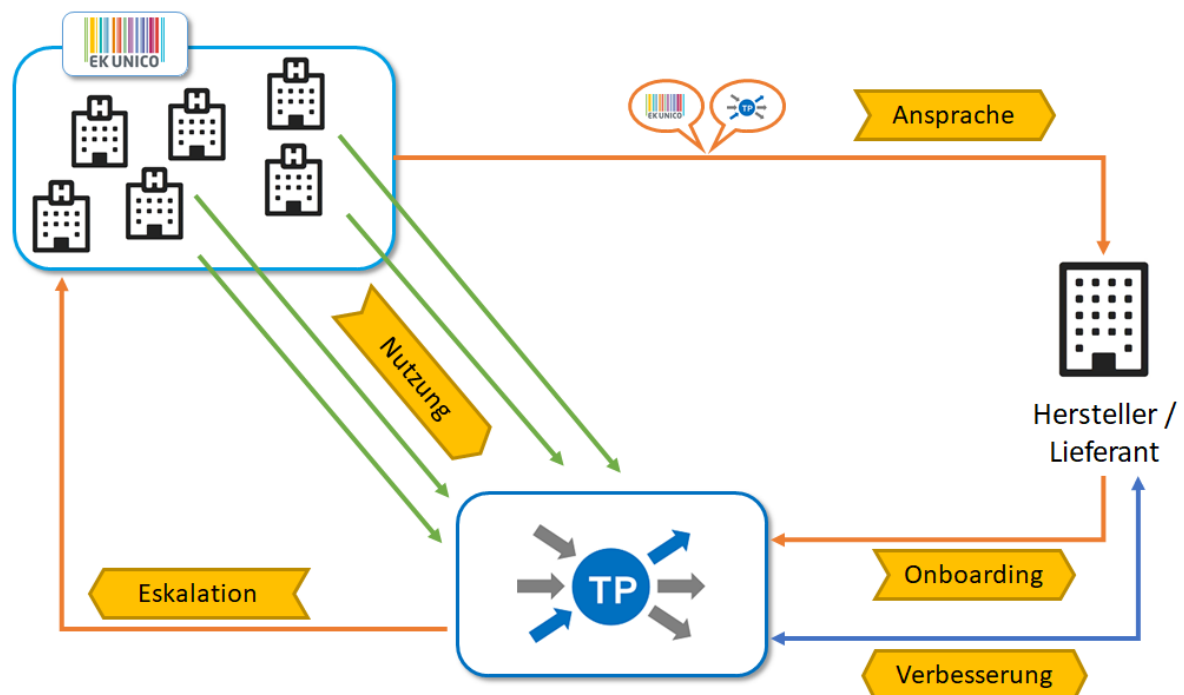 EK UNICO
H
H
H
H
H
H
EK UNICO
TP
Ansprache
Nutzung
Hersteller /
Lieferant
TP
Onboarding
Eskalation
Verbesserung